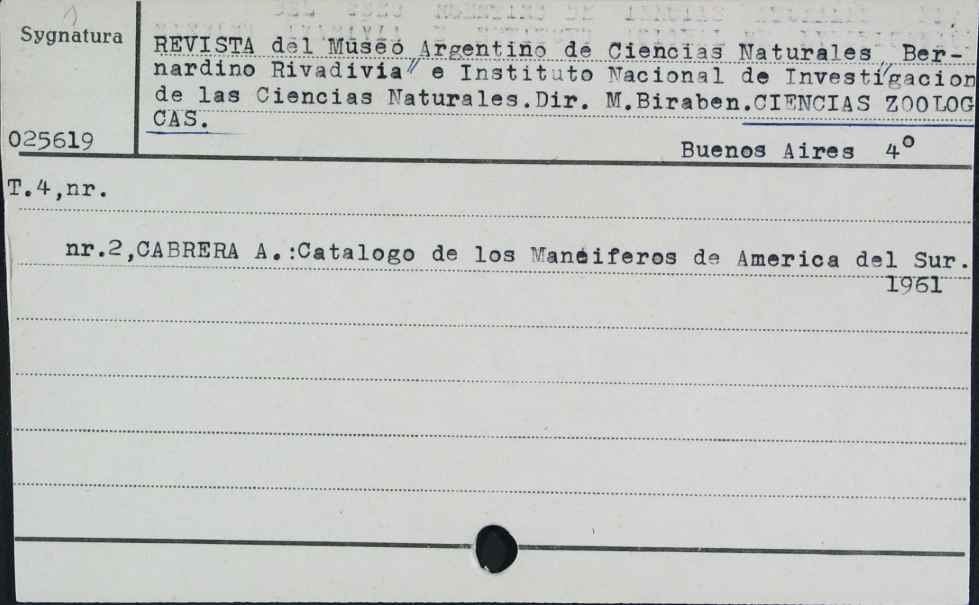 Sygnatura
REVISTA del Museo Argentino de Ciencias Naturales „Ber-
nardino Rivadivia" e Instituto Nacional de Investigacion
de las Ciencias Naturales.Dir. M.Biraben.CIENCIAS ZOOLOG
CAS.
025619
Buenos Aires 4º
T.4,nr.
nr.2,CABRERA A.:Catalogo de los Maméiferos de America del Sur.
1961